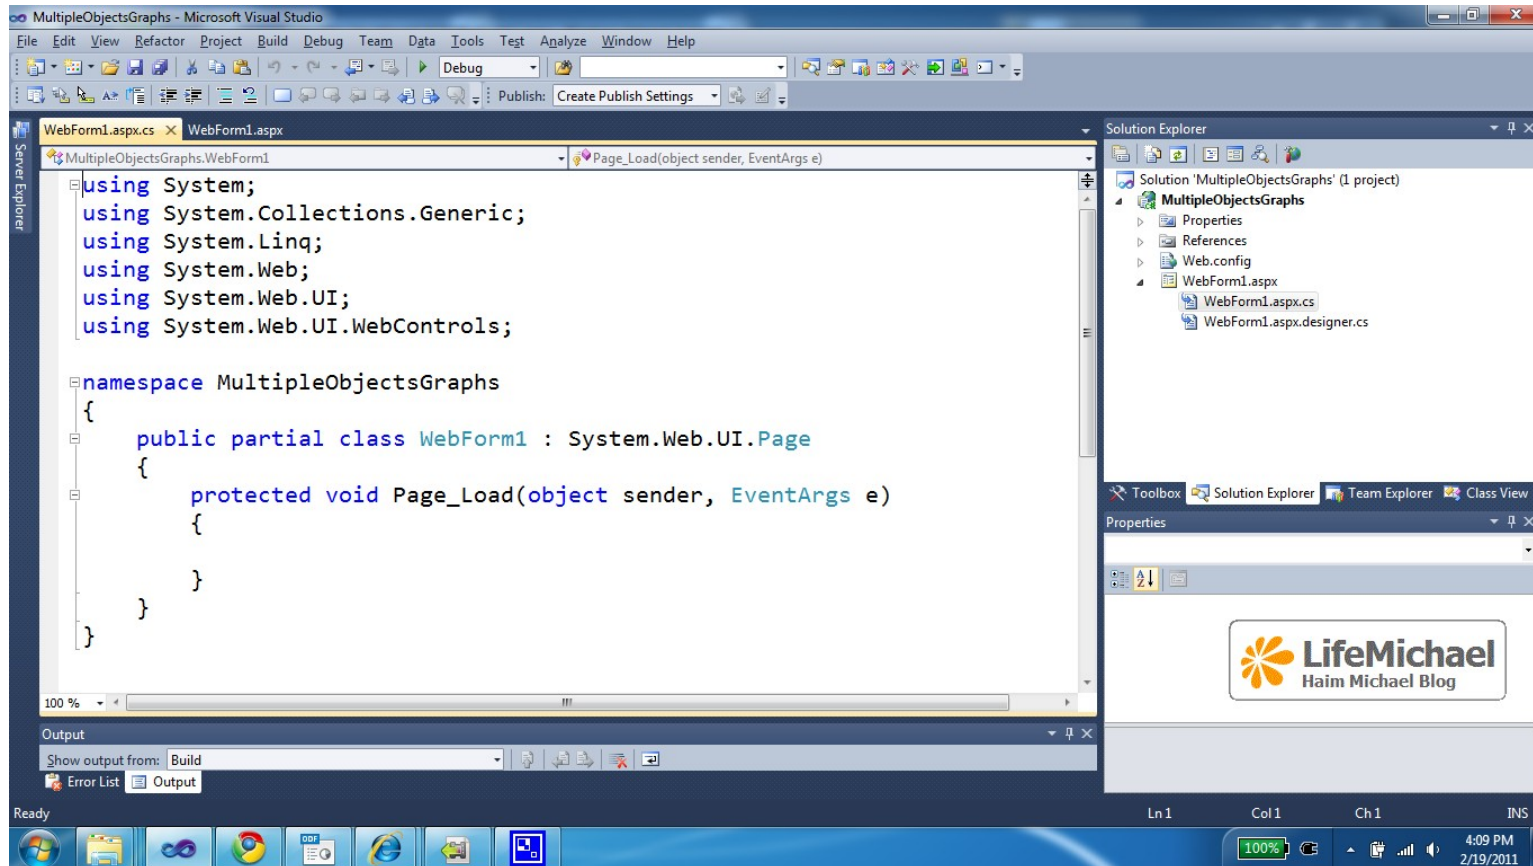 MultipleObjectsGraphs - Microsoft Visual Studio
File Edit View Refactor Project Build Debug Team Data Tools Test Analyze Window Help
Debug
Publish: Create Publish Settings
Server Explorer
WebForm1.aspx.cs WebForm1.aspx
MultipleObjectsGraphs.WebForm1 Page_Load(object sender, EventArgs e)
using System;
using System.Collections.Generic;
using System.Linq;
using System.Web;
using System.Web.UI;
using System.Web.UI.WebControls;
namespace MultipleObjectsGraphs
{
public partial class WebForm1 : System.Web.UI.Page
{
protected void Page_Load(object sender, EventArgs e)
{
}
}
}
100 %
Output
Show output from: Build
Error List Output
Solution Explorer
Solution 'MultipleObjectsGraphs' (1 project)
MultipleObjectsGraphs
Properties
References
Web.config
WebForm1.aspx
WebForm1.aspx.cs
WebForm1.aspx.designer.cs
Toolbox Solution Explorer Team Explorer Class View
Properties
LifeMichael
Haim Michael Blog
Ready Ln 1 Col 1 Ch 1 INS
ODF
100%
4:09 PM
2/19/2011